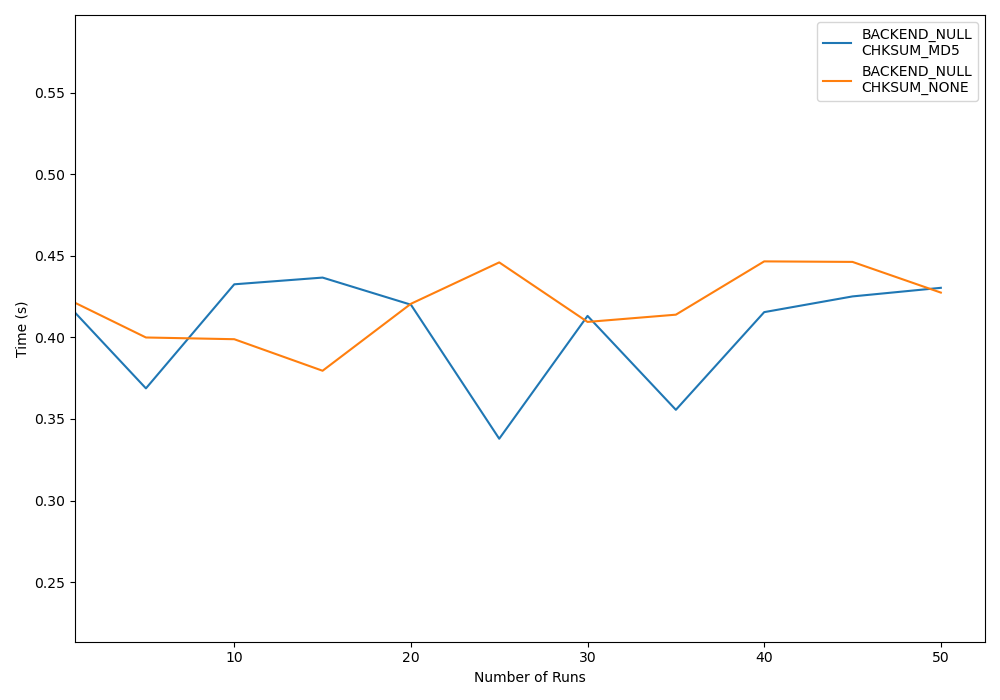 BACKEND_NULL
CHKSUM_MD5
BACKEND_NULL
CHKSUM_NONE
0.55
0.50
0.45
0.40
0.35
0.30
0.25
Time (s)
10 20 30 40 50
Number of Runs